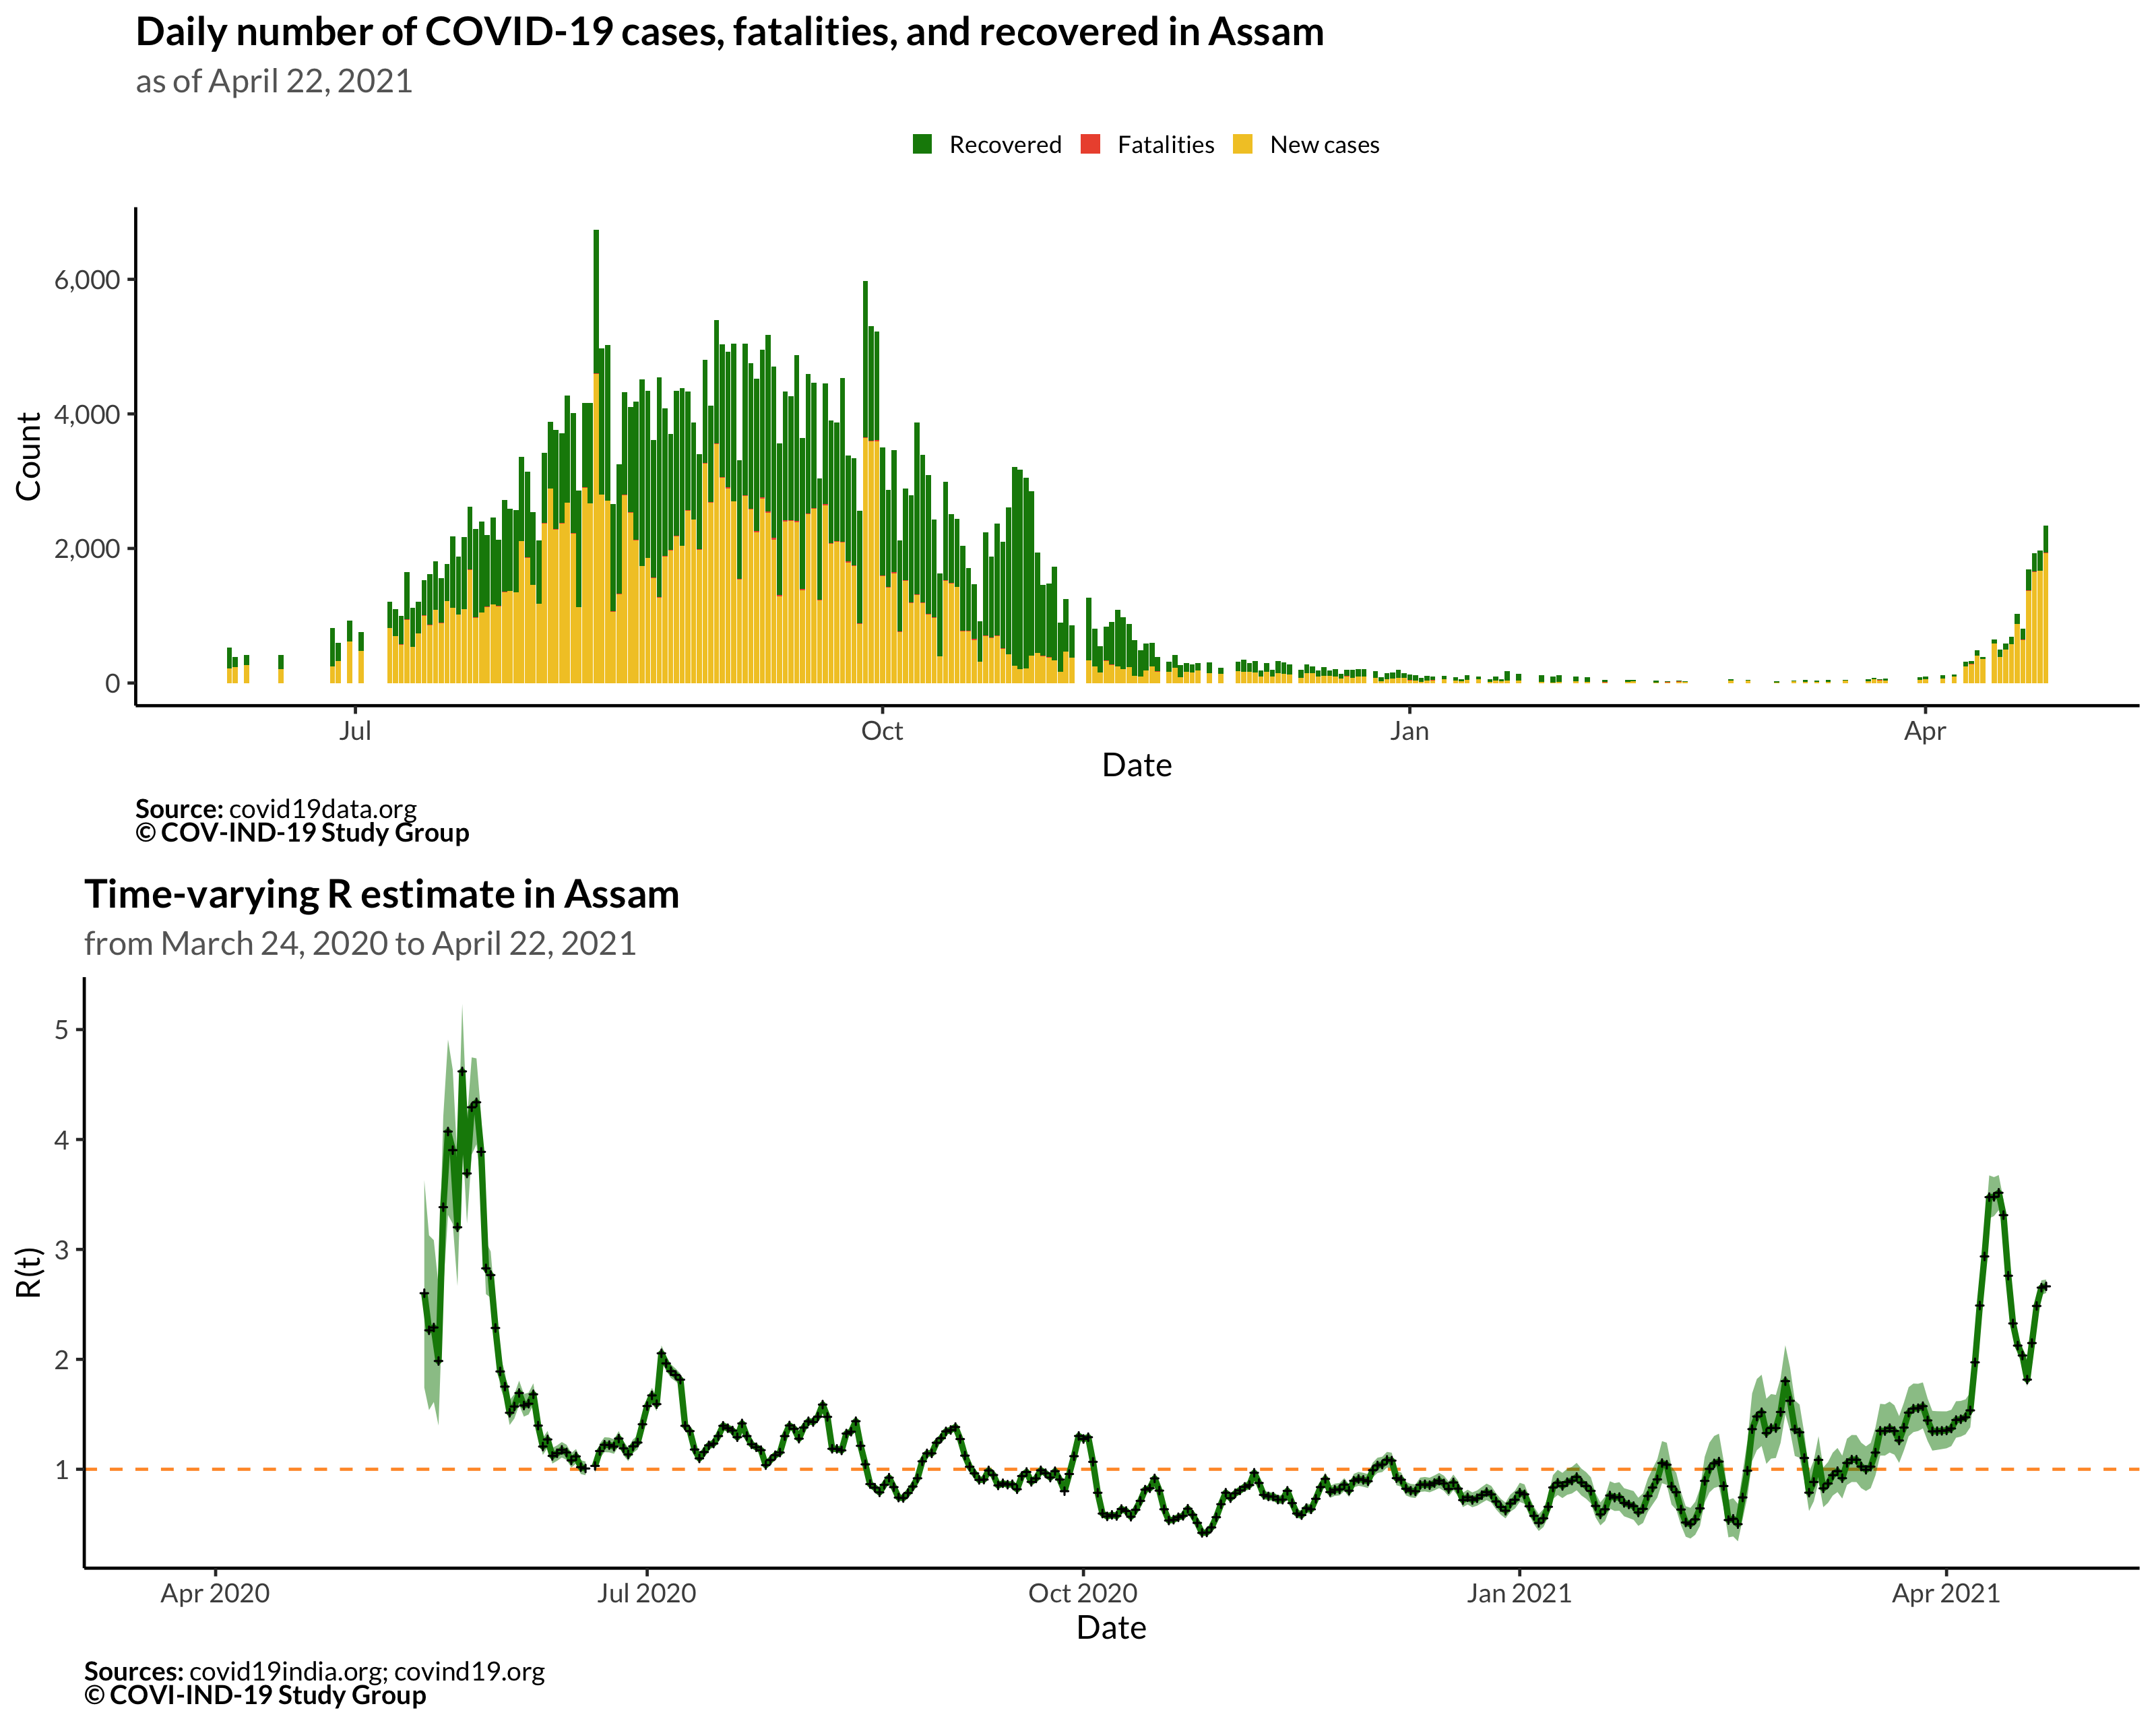 Daily number of COVID-19 cases, fatalities, and recovered in Assam
as of April 22, 2021
Recovered Fatalities New cases
Count
6,000
4,000
2,000
0
Jul Oct Jan Apr
Date
Source: covid19data.org
© COV-IND-19 Study Group
Time-varying R estimate in Assam
from March 24, 2020 to April 22, 2021
R(t)
5
4
3
2
1
Apr 2020 Jul 2020 Oct 2020 Jan 2021 Apr 2021
Date
Sources: covid19india.org; covind19.org
© COVI-IND-19 Study Group